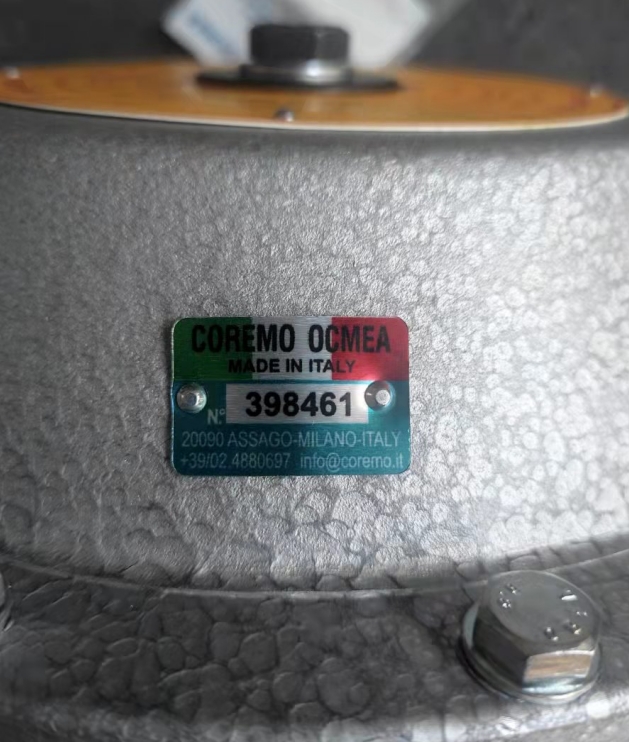 COREMO OCMEA
MADE IN ITALY
N.° 398461
20090 ASSAGO-MILANO-ITALY
+39/02.4880697 info@coremo.it